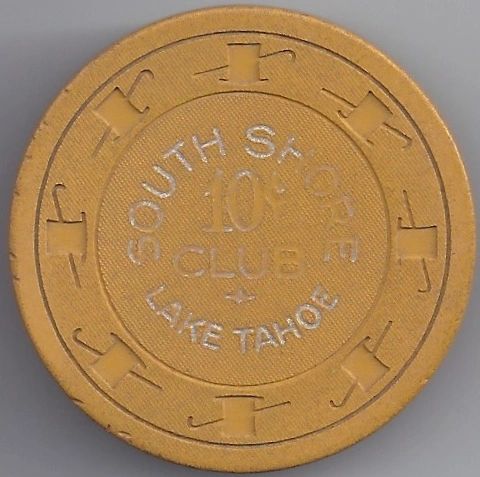 SOUTH SHORE
10¢
CLUB
LAKE TAHOE